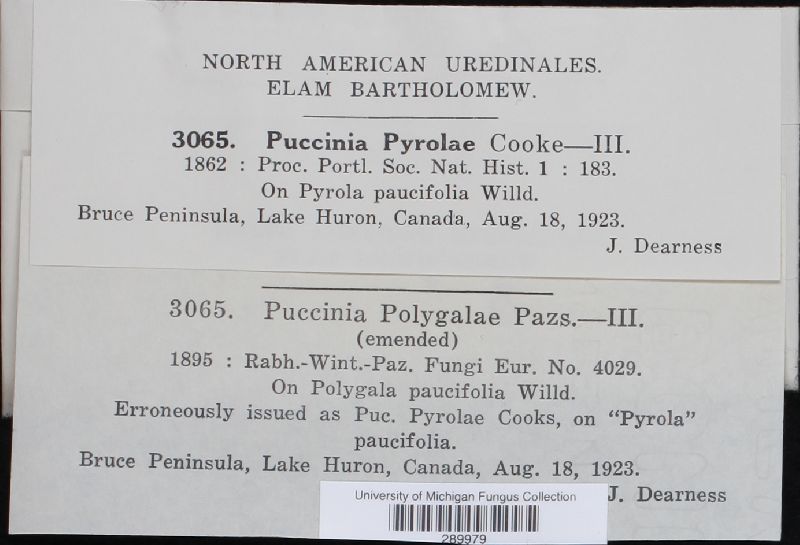 NORTH AMERICAN UREDINALES.
ELAM BARTHOLOMEW.
3065. Puccinia Pyrolae Cooke—III.
1862 : Proc. Portl. Soc. Nat. Hist. 1 : 183.
On Pyrola paucifolia Willd.
Bruce Peninsula, Lake Huron, Canada, Aug. 18, 1923.
J. Dearness
3065. Puccinia Polygalae Pazs.—III.
(emended)
1895 : Rabh.-Wint.-Paz. Fungi Eur. No. 4029.
On Polygala paucifolia Willd.
Erroneously issued as Puc. Pyrolae Cooks, on "Pyrola"
paucifolia.
Bruce Peninsula, Lake Huron, Canada, Aug. 18, 1923.
J. Dearness
University of Michigan Fungus Collection
289979